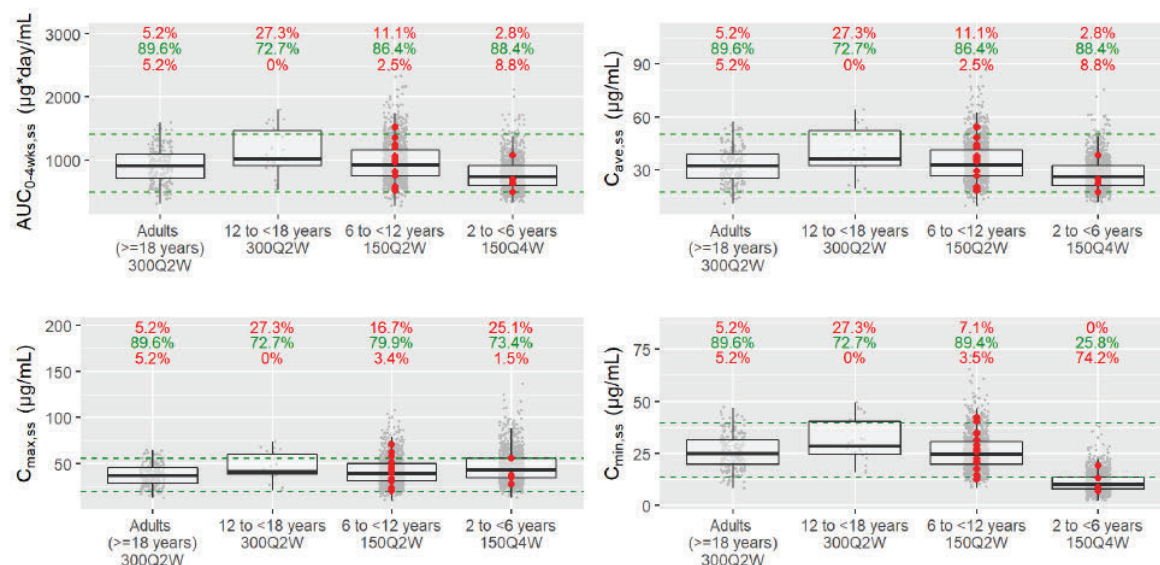 AUC0-4wks,ss (µg*day/mL)
3000
2000
1000
5.2% 27.3% 11.1% 2.8%
89.6% 72.7% 86.4% 88.4%
5.2% 0% 2.5% 8.8%
Adults 12 to <18 years 6 to <12 years 2 to <6 years
(>=18 years) 300Q2W 150Q2W 150Q4W
300Q2W
Cave,ss (µg/mL)
90
60
30
5.2% 27.3% 11.1% 2.8%
89.6% 72.7% 86.4% 88.4%
5.2% 0% 2.5% 8.8%
Adults 12 to <18 years 6 to <12 years 2 to <6 years
(>=18 years) 300Q2W 150Q2W 150Q4W
300Q2W
Cmax,ss (µg/mL)
200
150
100
50
5.2% 27.3% 16.7% 25.1%
89.6% 72.7% 79.9% 73.4%
5.2% 0% 3.4% 1.5%
Adults 12 to <18 years 6 to <12 years 2 to <6 years
(>=18 years) 300Q2W 150Q2W 150Q4W
300Q2W
Cmin,ss (µg/mL)
75
50
25
0
5.2% 27.3% 7.1% 0%
89.6% 72.7% 89.4% 25.8%
5.2% 0% 3.5% 74.2%
Adults 12 to <18 years 6 to <12 years 2 to <6 years
(>=18 years) 300Q2W 150Q2W 150Q4W
300Q2W